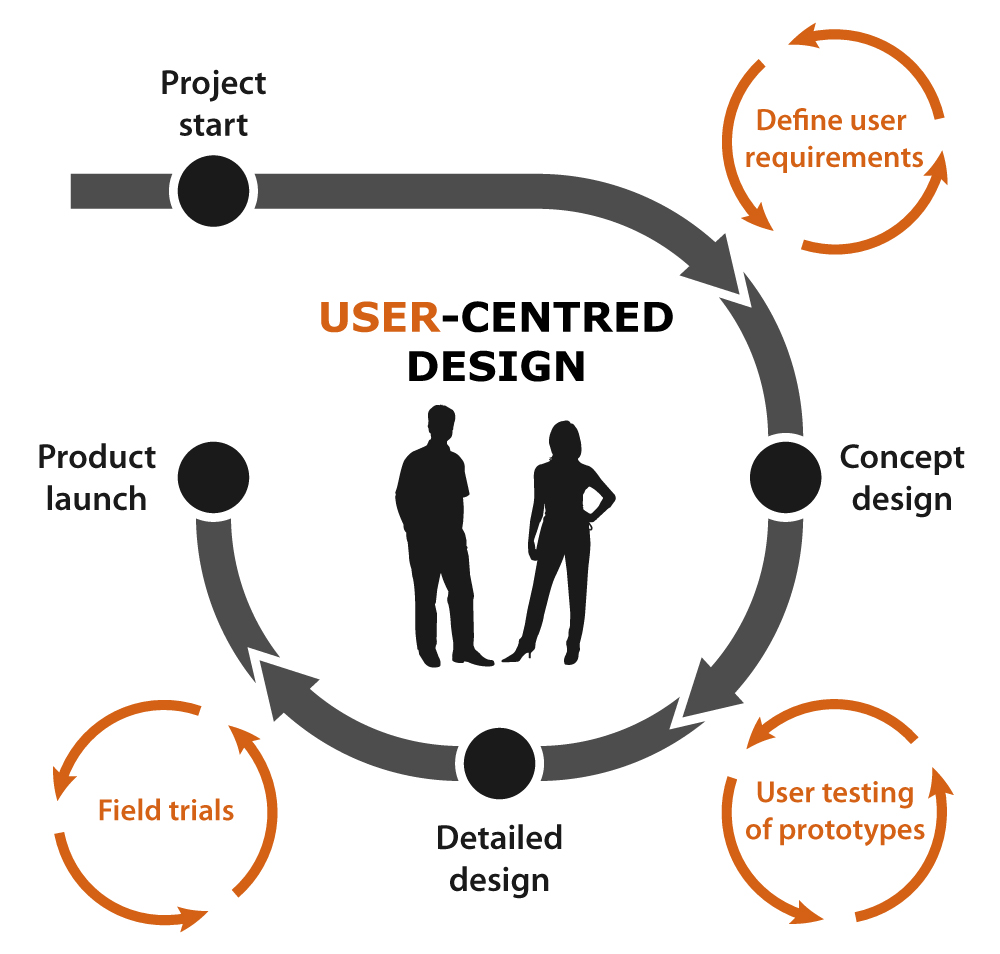 Project
start
Define user
requirements
USER-CENTRED
DESIGN
Concept
design
User testing
of prototypes
Detailed
design
Field trials
Product
launch